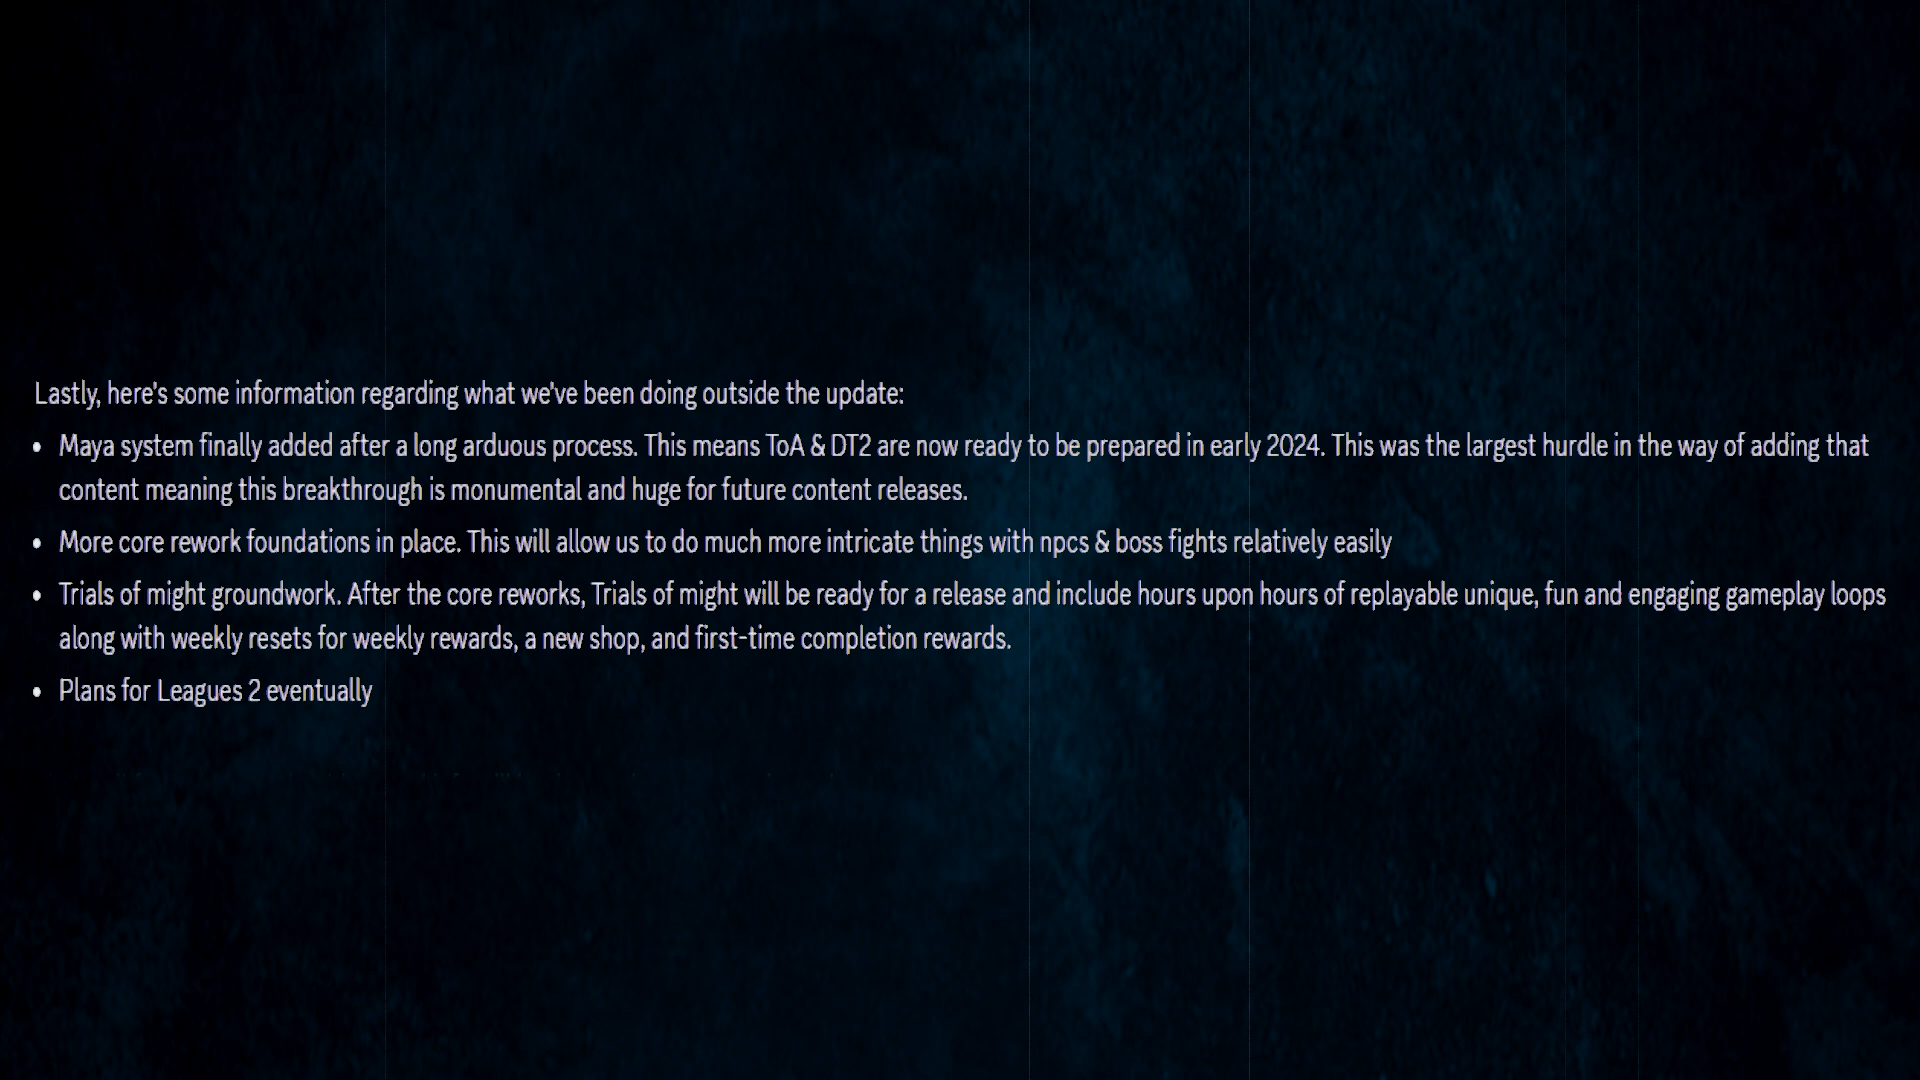 Lastly, here's some information regarding what we've been doing outside the update:
• Maya system finally added after a long arduous process. This means ToA & DT2 are now ready to be prepared in early 2024. This was the largest hurdle in the way of adding that
content meaning this breakthrough is monumental and huge for future content releases.
• More core rework foundations in place. This will allow us to do much more intricate things with npcs & boss fights relatively easily
• Trials of might groundwork. After the core reworks, Trials of might will be ready for a release and include hours upon hours of replayable unique, fun and engaging gameplay loops
along with weekly resets for weekly rewards, a new shop, and first-time completion rewards.
• Plans for Leagues 2 eventually